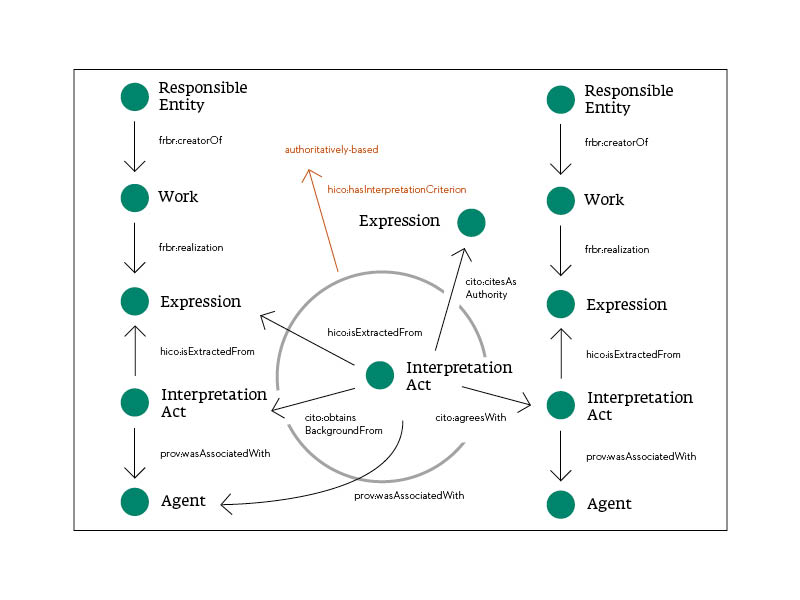 Responsible
Entity
frbr:creatorOf
Work
frbr:realization
Expression
hico:isExtractedFrom
Interpretation
Act
prov:wasAssociatedWith
Agent
authoritatively-based
hico:hasInterpretationCriterion
Expression
cito:citesAs
Authority
hico:isExtractedFrom
Interpretation
Act
cito:obtains
BackgroundFrom
cito:agreesWith
prov:wasAssociatedWith
Responsible
Entity
frbr:creatorOf
Work
frbr:realization
Expression
hico:isExtractedFrom
Interpretation
Act
prov:wasAssociatedWith
Agent